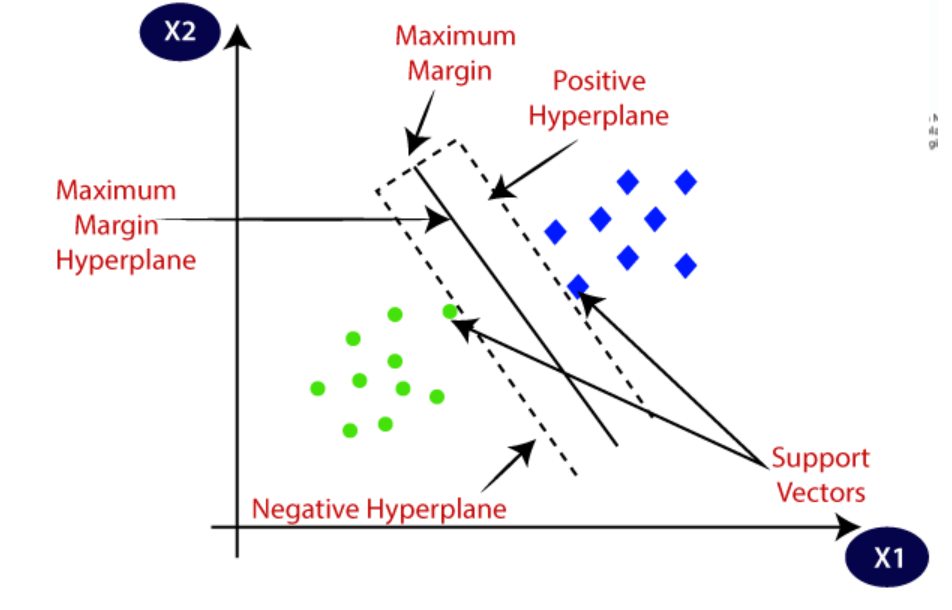 X2
Maximum
Margin
Positive
Hyperplane
Maximum
Margin
Hyperplane
Support
Vectors
Negative Hyperplane
X1